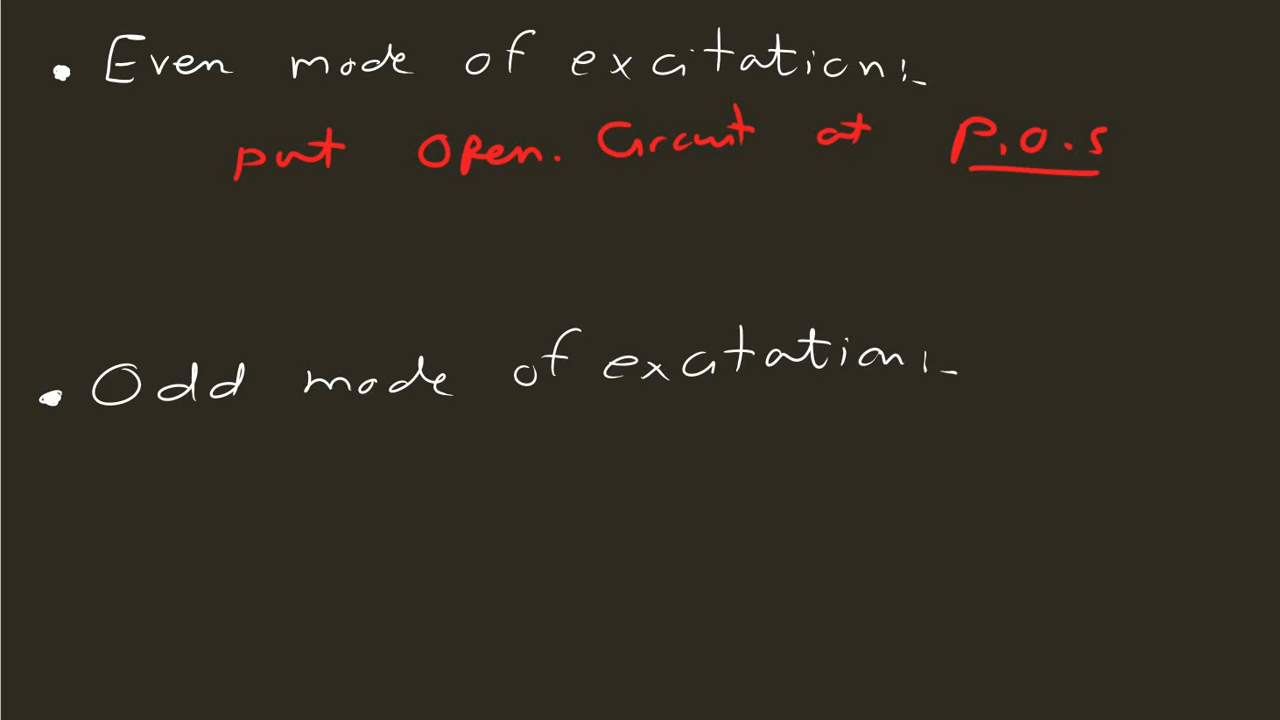 • Even mode of excitation:-
put open. Circuit at P.O.S
• Odd mode of excitation:-